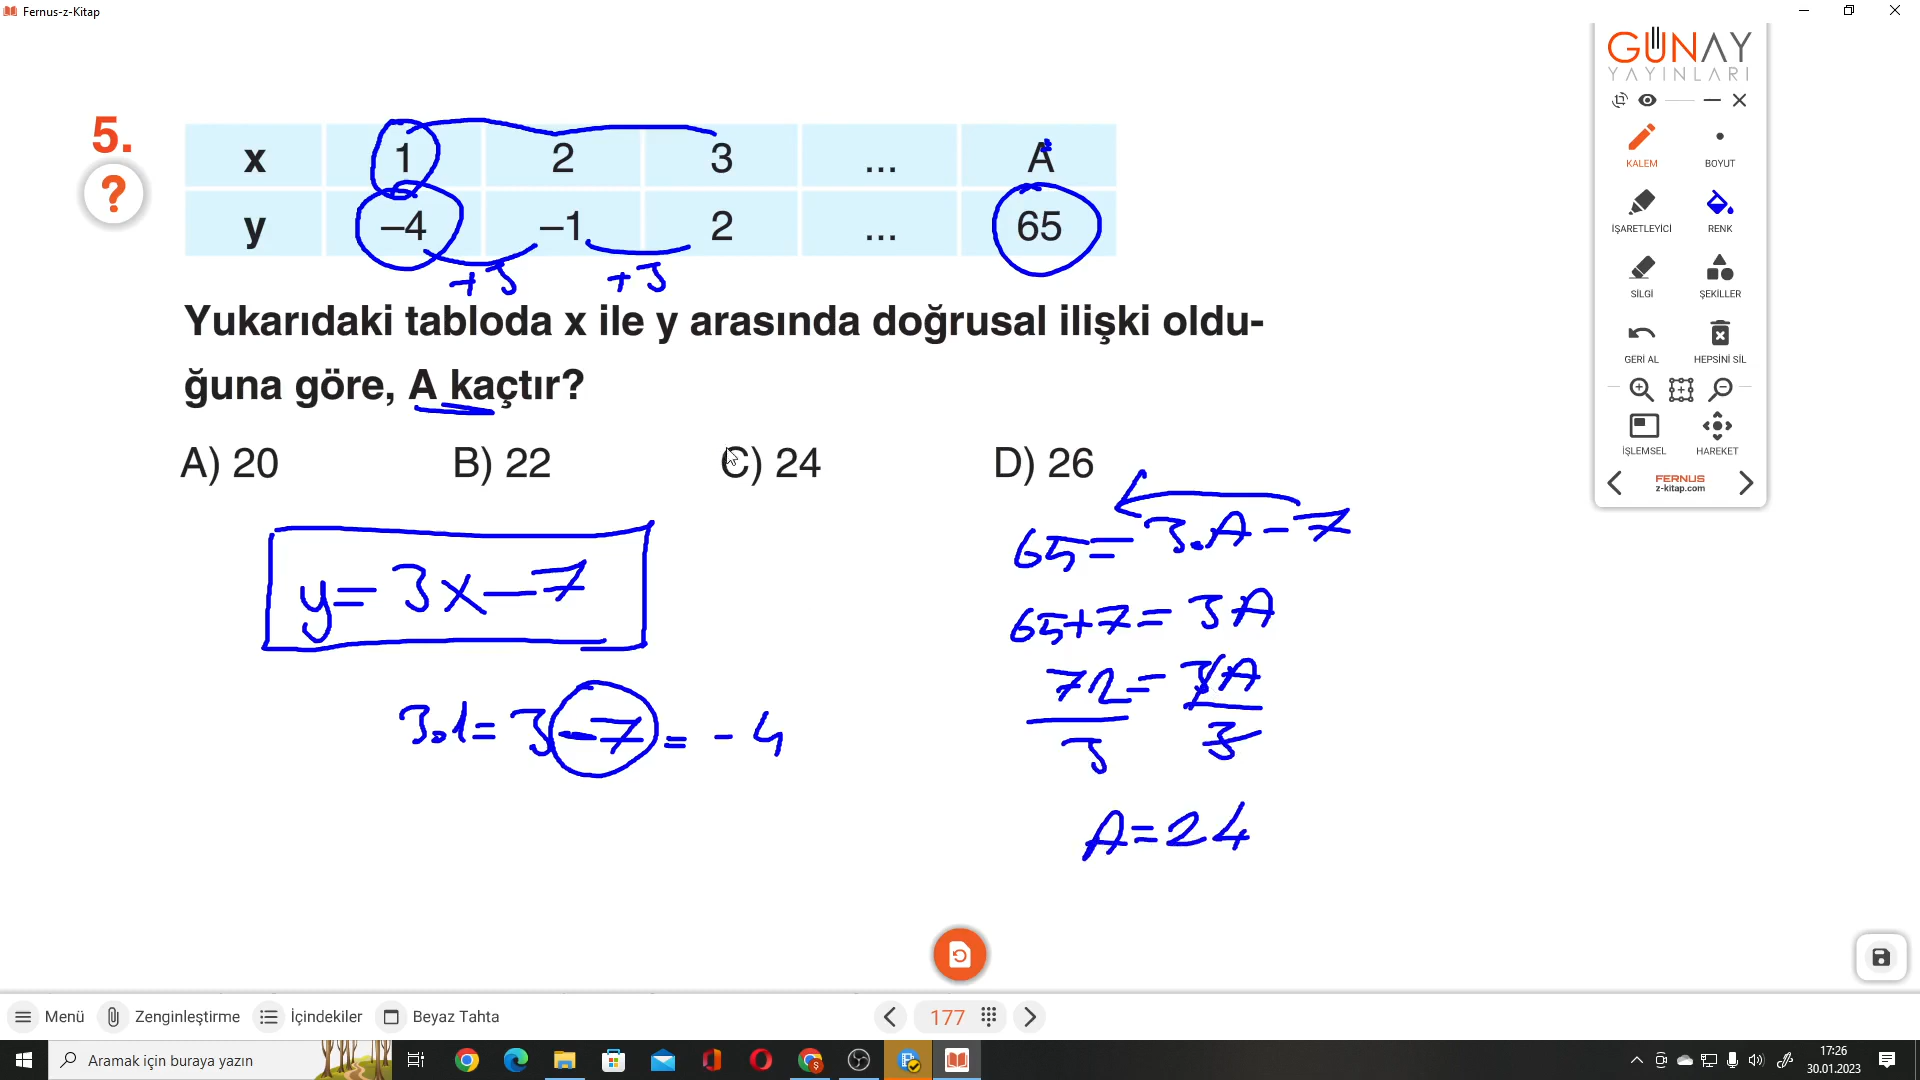 Fernus-z-Kitap
GÜNAY
YAYINLARI
5.
?
x 1 2 3 ... A
y –4 –1 2 ... 65
+3 +3
Yukarıdaki tabloda x ile y arasında doğrusal ilişki oldu-
ğuna göre, A kaçtır?
A) 20 B) 22 C) 24 D) 26
y = 3x - 7
3.1 = 3 - 7 = - 4
65 = 3.A - 7
65 + 7 = 3A
72 = 3A
3 3
A = 24
KALEM BOYUT
İŞARETLEYİCİ RENK
SİLGİ ŞEKİLLER
GERİ AL HEPSİNİ SİL
İŞLEMSEL HAREKET
FERNUS
z-kitap.com
Menü Zenginleştirme İçindekiler Beyaz Tahta 177
Aramak için buraya yazın
17:26
30.01.2023